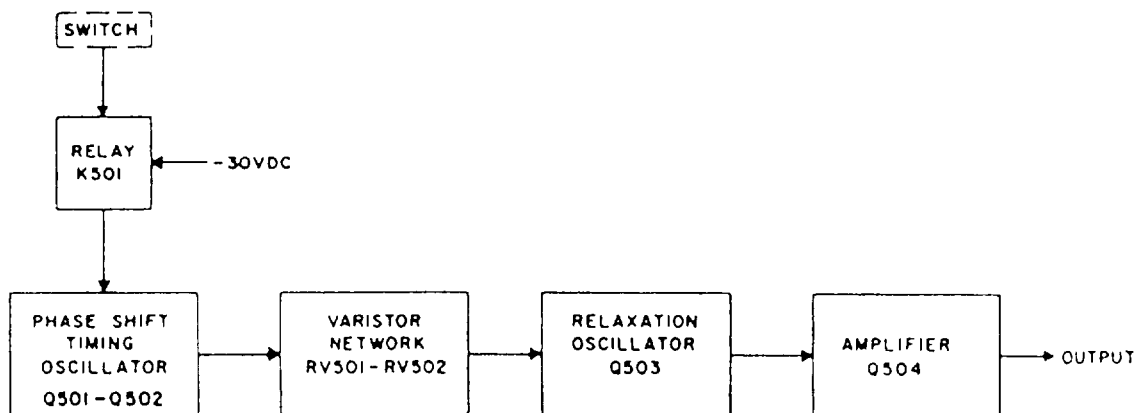 SWITCH
RELAY
K501
-30VDC
PHASE SHIFT
TIMING
OSCILLATOR
Q501-Q502
VARISTOR
NETWORK
RV501-RV502
RELAXATION
OSCILLATOR
Q503
AMPLIFIER
Q504
OUTPUT